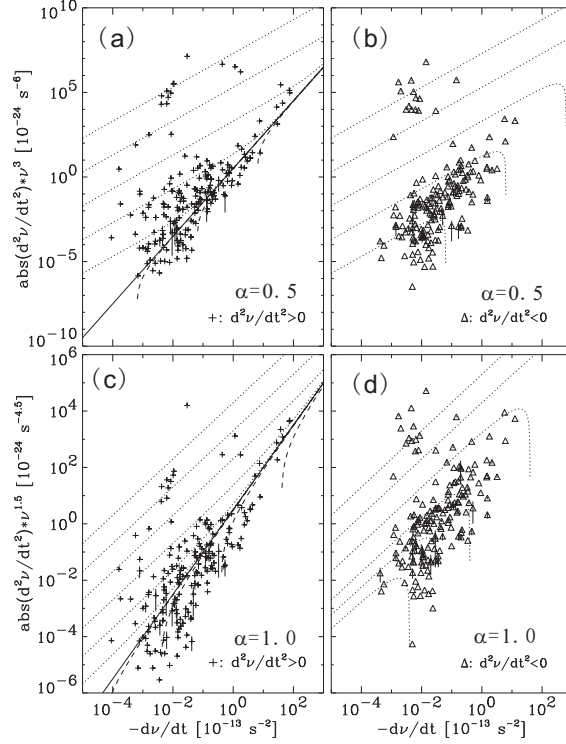 (a)
(b)
10^10
10^5
10^0
10^-5
10^-10
abs(d²ν/dt²)*ν³ [10^-24 s^-6]
α=0.5
+: d²ν/dt²>0
α=0.5
Δ: d²ν/dt²<0
(c)
(d)
10^6
10^4
10^2
10^0
10^-2
10^-4
10^-6
abs(d²ν/dt²)*ν^1.5 [10^-24 s^-4.5]
α=1.0
+: d²ν/dt²>0
α=1.0
Δ: d²ν/dt²<0
10^-4 10^-2 10^0 10^2
10^-4 10^-2 10^0 10^2
-dν/dt [10^-13 s^-2]
-dν/dt [10^-13 s^-2]